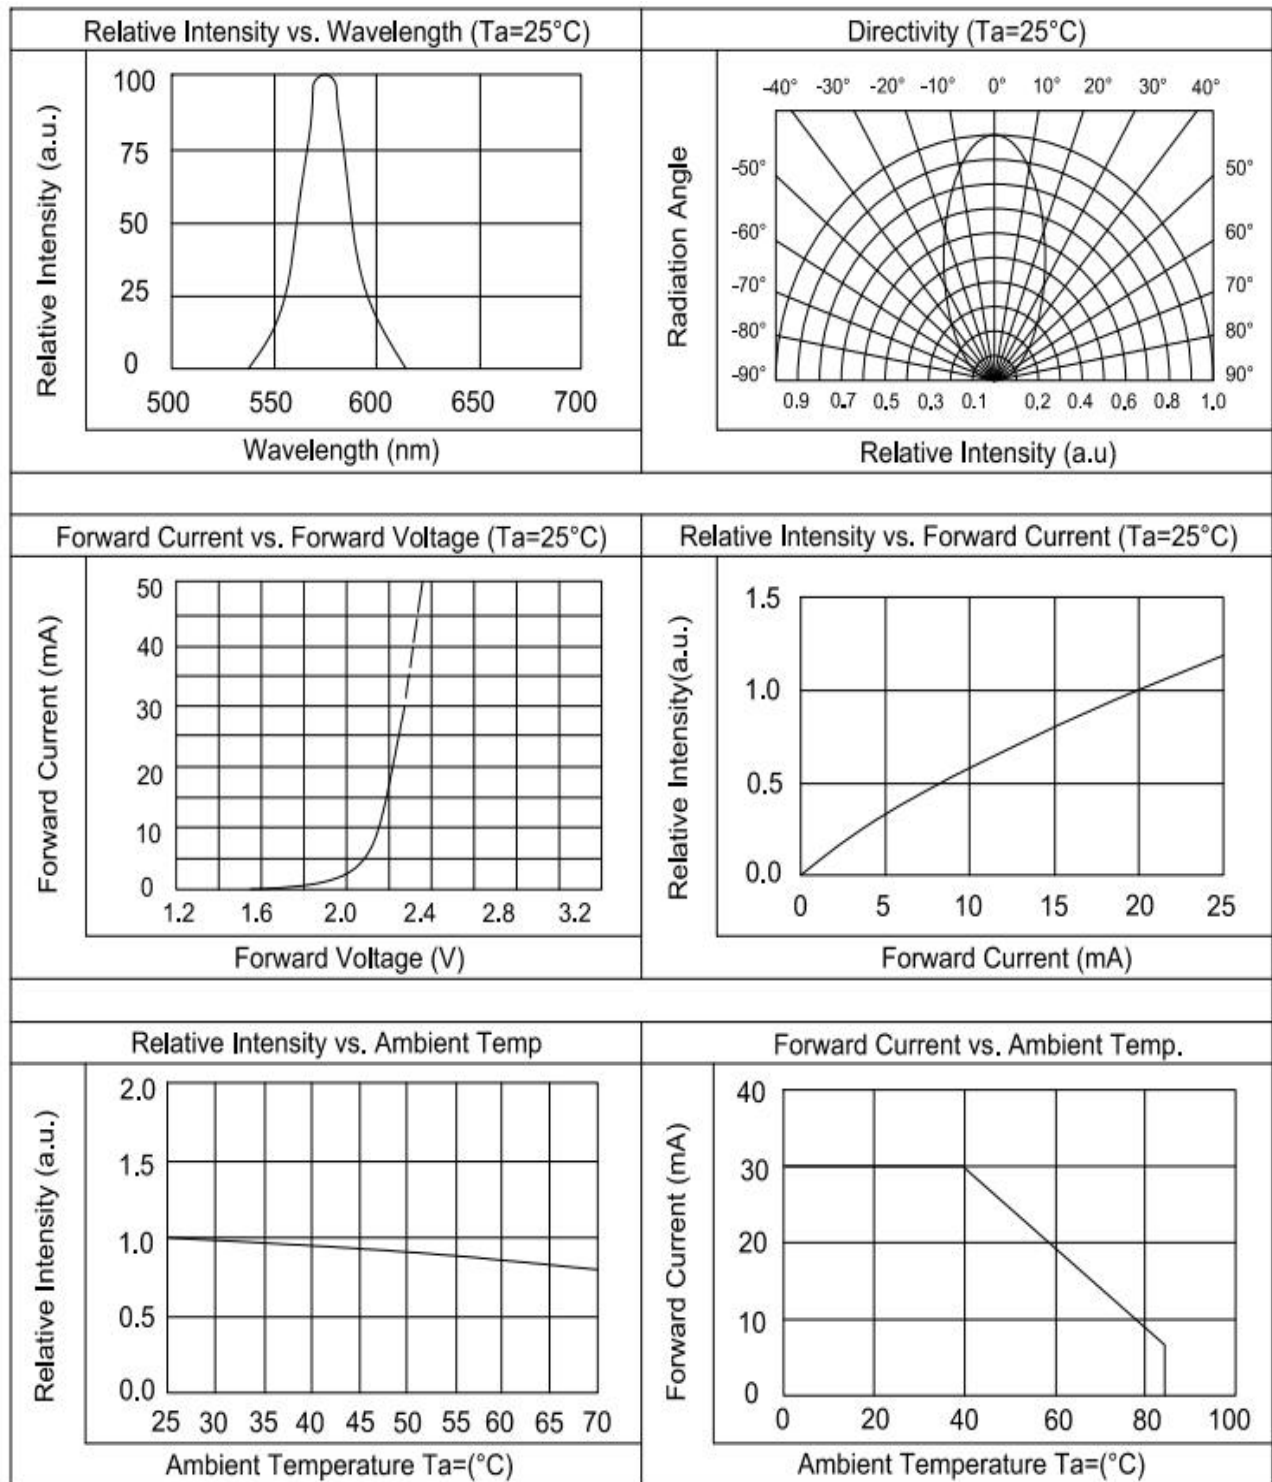 Relative Intensity vs. Wavelength (Ta=25°C)
Relative Intensity (a.u.)
100
75
50
25
0
500 550 600 650 700
Wavelength (nm)
Directivity (Ta=25°C)
Radiation Angle
-40° -30° -20° -10° 0° 10° 20° 30° 40°
-50° 50°
-60° 60°
-70° 70°
-80° 80°
-90° 90°
0.9 0.7 0.5 0.3 0.1 0.2 0.4 0.6 0.8 1.0
Relative Intensity (a.u)
Forward Current vs. Forward Voltage (Ta=25°C)
Forward Current (mA)
50
40
30
20
10
0
1.2 1.6 2.0 2.4 2.8 3.2
Forward Voltage (V)
Relative Intensity vs. Forward Current (Ta=25°C)
Relative Intensity(a.u.)
1.5
1.0
0.5
0.0
0 5 10 15 20 25
Forward Current (mA)
Relative Intensity vs. Ambient Temp
Relative Intensity (a.u.)
2.0
1.5
1.0
0.5
0.0
25 30 35 40 45 50 55 60 65 70
Ambient Temperature Ta=(°C)
Forward Current vs. Ambient Temp.
Forward Current (mA)
40
30
20
10
0
0 20 40 60 80 100
Ambient Temperature Ta=(°C)